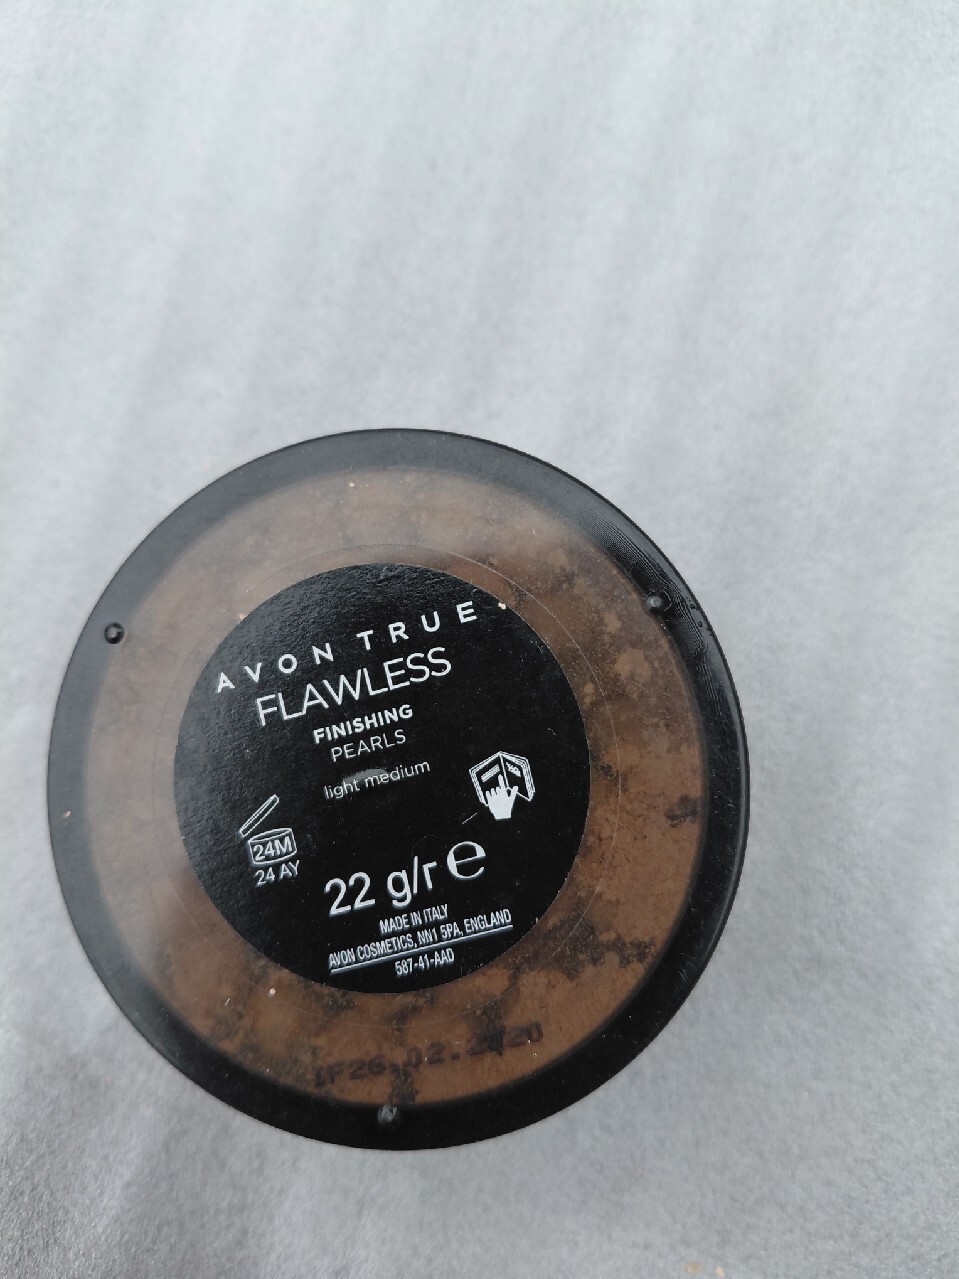 AVON TRUE
FLAWLESS
FINISHING
PEARLS
light medium
24M
24 AY
22 g/r e
MADE IN ITALY
AVON COSMETICS, NN1 5PA, ENGLAND
587-41-AAD